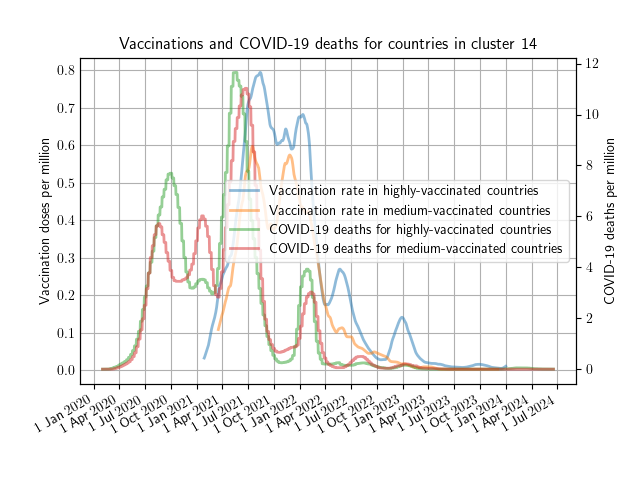 Vaccinations and COVID-19 deaths for countries in cluster 14
Vaccination doses per million
0.8
0.7
0.6
0.5
0.4
0.3
0.2
0.1
0.0
Vaccination rate in highly-vaccinated countries
Vaccination rate in medium-vaccinated countries
COVID-19 deaths for highly-vaccinated countries
COVID-19 deaths for medium-vaccinated countries
12
10
8
6
4
2
0
COVID-19 deaths per million
1 Jan 2020
1 Apr 2020
1 Jul 2020
1 Oct 2020
1 Jan 2021
1 Apr 2021
1 Jul 2021
1 Oct 2021
1 Jan 2022
1 Apr 2022
1 Jul 2022
1 Oct 2022
1 Jan 2023
1 Apr 2023
1 Jul 2023
1 Oct 2023
1 Jan 2024
1 Apr 2024
1 Jul 2024